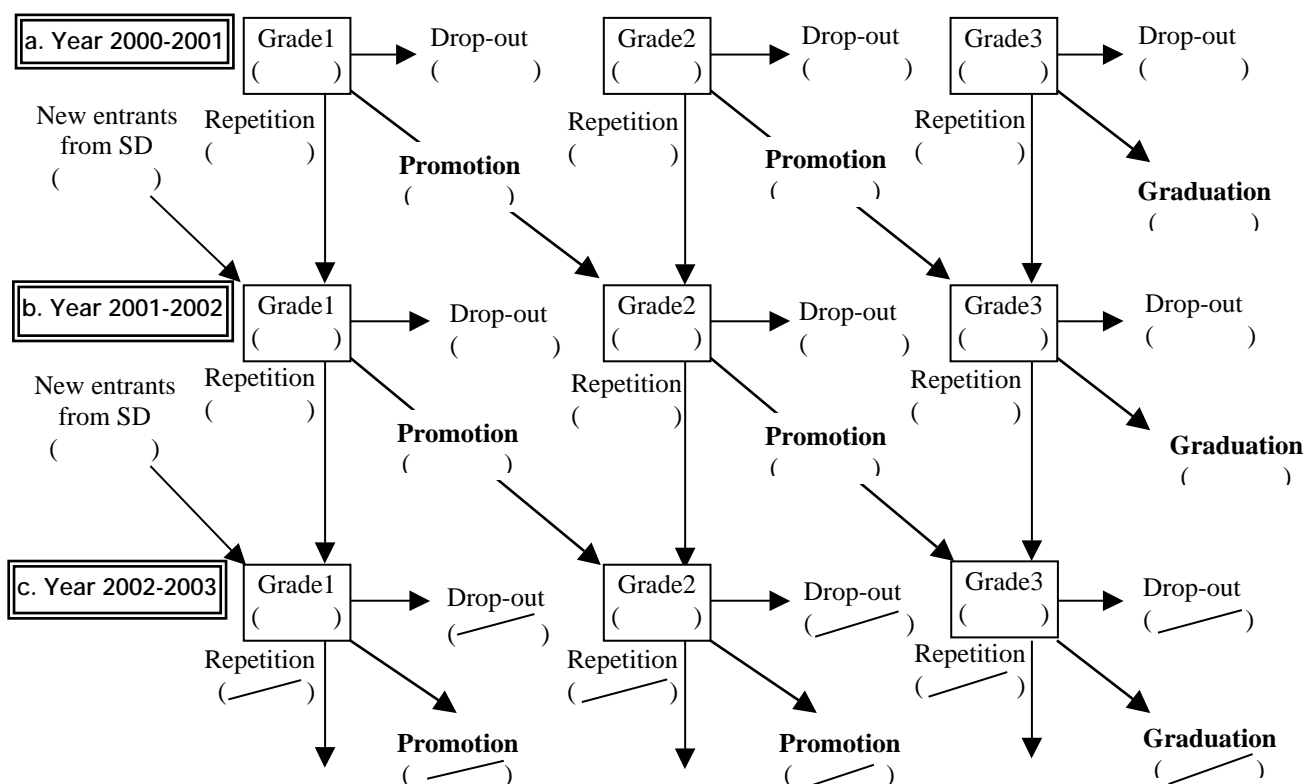 a. Year 2000-2001
Grade1
( )
Drop-out
( )
Grade2
( )
Drop-out
( )
Grade3
( )
Drop-out
( )
New entrants
from SD
( )
Repetition
( )
Promotion
( )
Repetition
( )
Promotion
( )
Repetition
( )
Graduation
( )
b. Year 2001-2002
Grade1
( )
Drop-out
( )
Grade2
( )
Drop-out
( )
Grade3
( )
Drop-out
( )
New entrants
from SD
( )
Repetition
( )
Promotion
( )
Repetition
( )
Promotion
( )
Repetition
( )
Graduation
( )
c. Year 2002-2003
Grade1
( )
Drop-out
( )
Grade2
( )
Drop-out
( )
Grade3
( )
Drop-out
( )
Repetition
( )
Promotion
( )
Repetition
( )
Promotion
( )
Repetition
( )
Graduation
( )